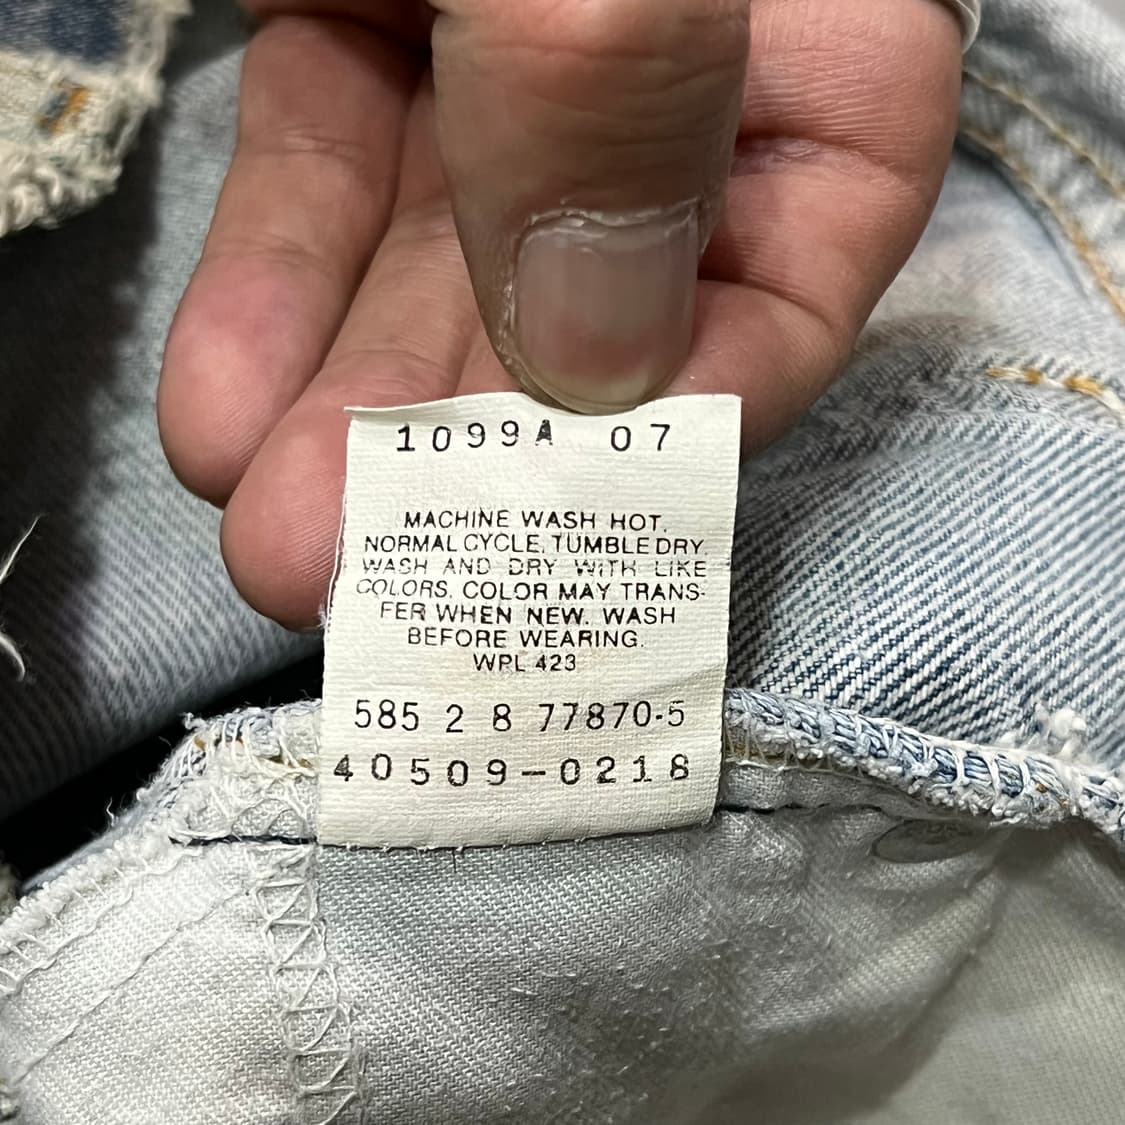 1099A 07
MACHINE WASH HOT,
NORMAL CYCLE, TUMBLE DRY.
WASH AND DRY WITH LIKE
COLORS. COLOR MAY TRANS-
FER WHEN NEW. WASH
BEFORE WEARING.
WPL 423
585 2 8 77870-5
40509-0218